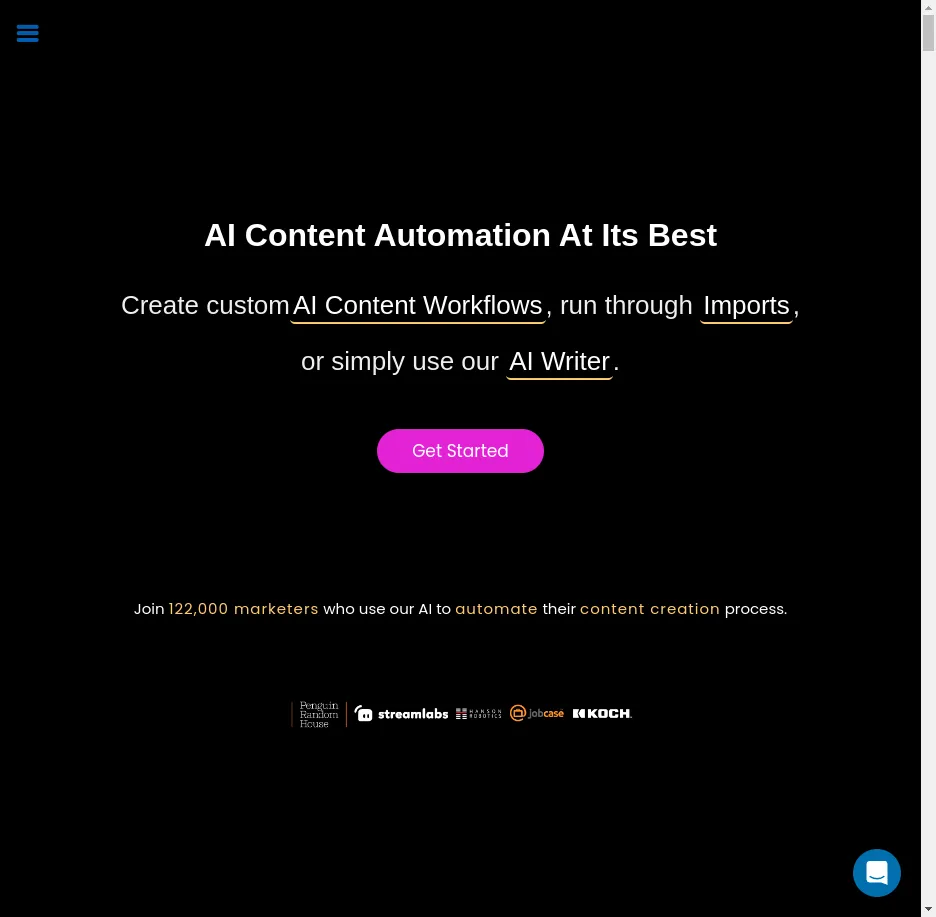 AI Content Automation At Its Best
Create custom AI Content Workflows, run through Imports,
or simply use our AI Writer.
Get Started
Join 122,000 marketers who use our AI to automate their content creation process.
Penguin
Random
House
streamlabs
HANSON
ROBOTICS
jobcase
KOCH.